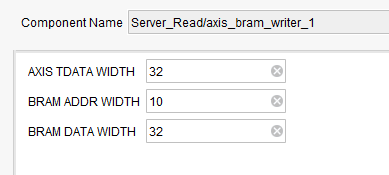 Component Name Server_Read/axis_bram_writer_1
AXIS TDATA WIDTH 32
BRAM ADDR WIDTH 10
BRAM DATA WIDTH 32